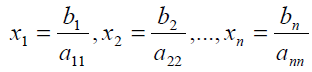 x₁ = b₁/a₁₁, x₂ = b₂/a₂₂,..., xₙ = bₙ/aₙₙ